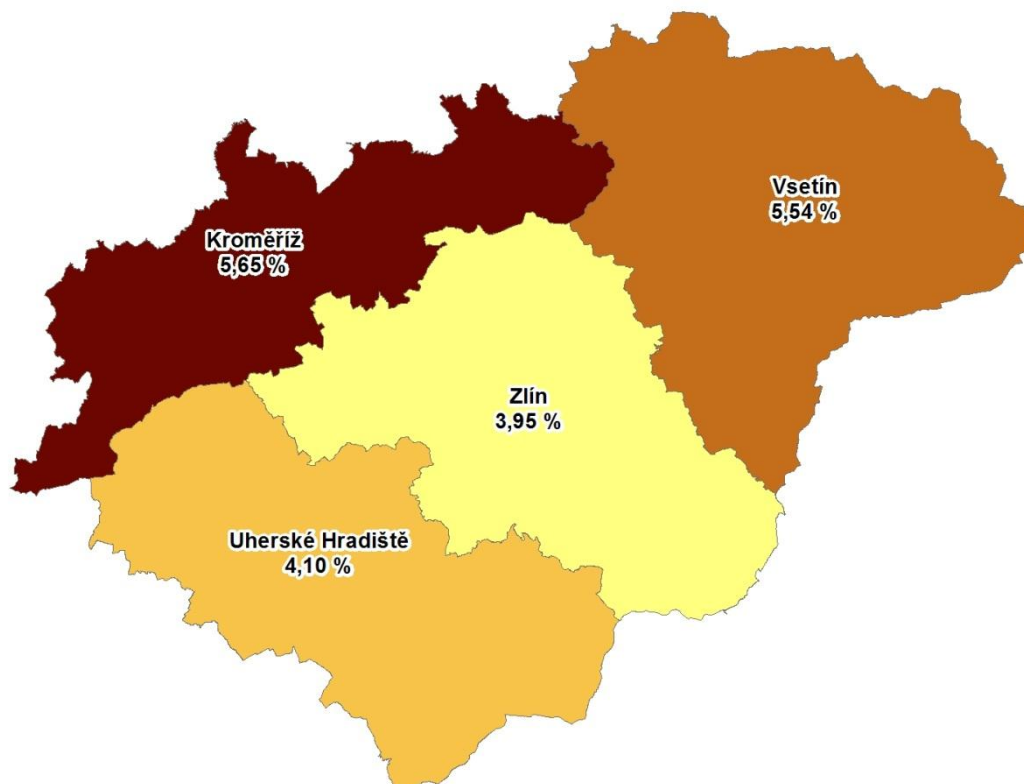 Vsetín
5,54 %
Kroměříž
5,65 %
Zlín
3,95 %
Uherské Hradiště
4,10 %